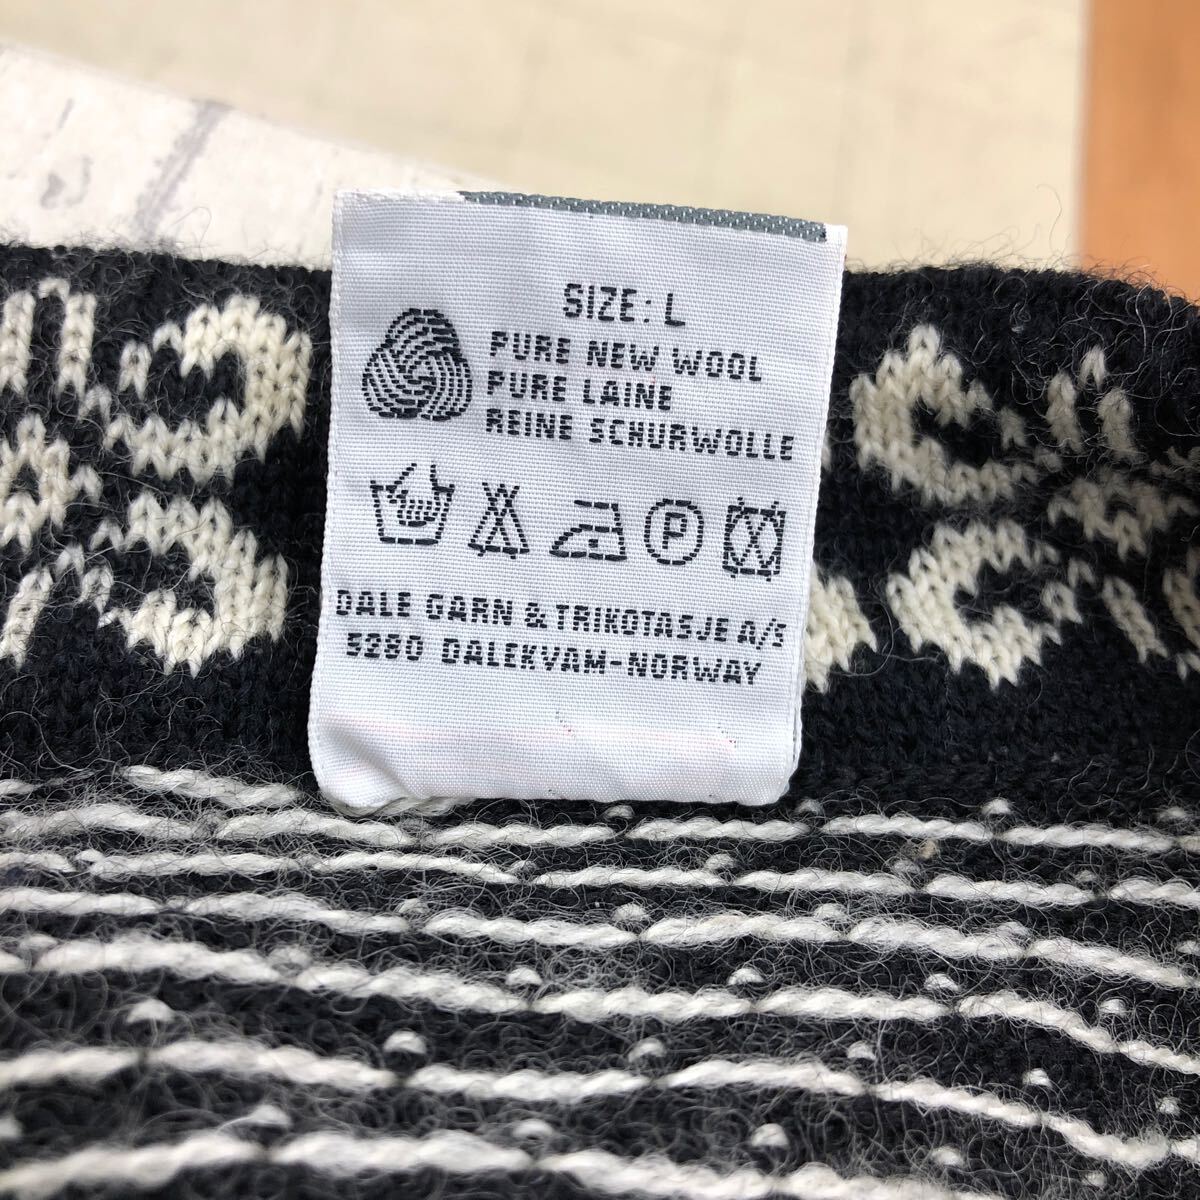 SIZE: L
PURE NEW WOOL
PURE LAINE
REINE SCHURWOLLE
P
DALE GARN & TRIKOTASJE A/S
5280 DALEKVAM-NORWAY